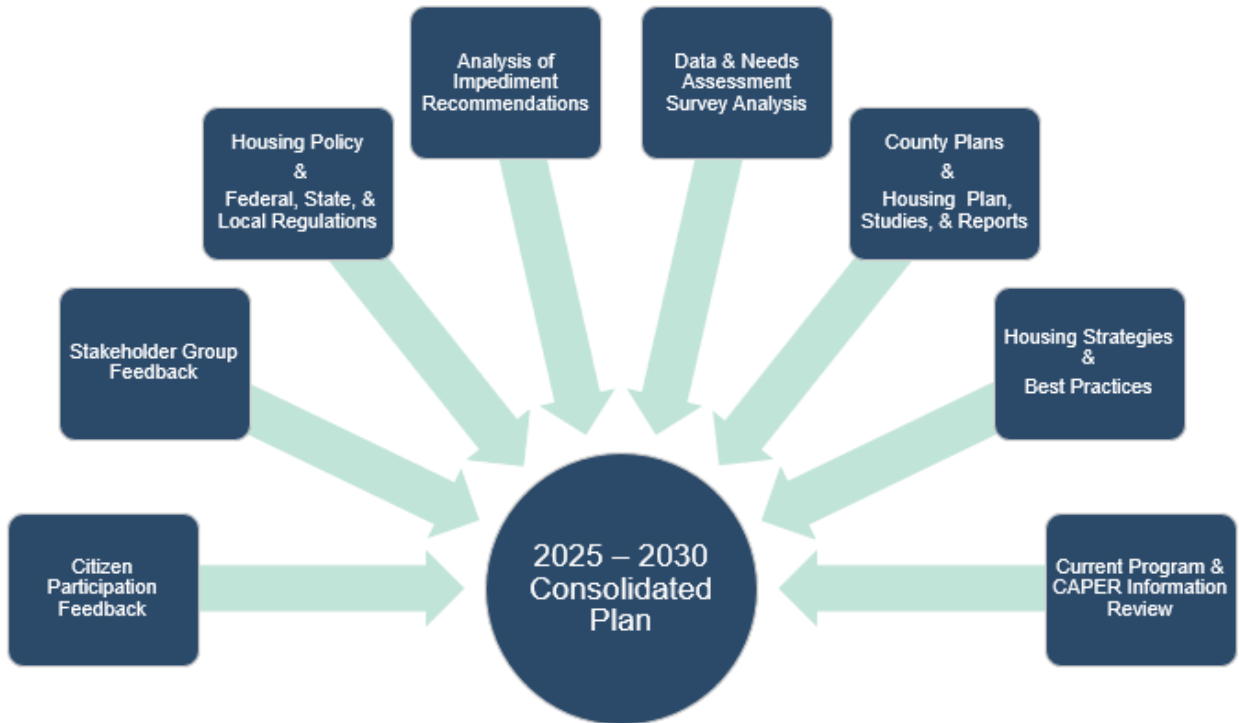 Analysis of
Impediment
Recommendations
Data & Needs
Assessment
Survey Analysis
Housing Policy
&
Federal, State, &
Local Regulations
County Plans
&
Housing Plan,
Studies, & Reports
Stakeholder Group
Feedback
Housing Strategies
&
Best Practices
Citizen
Participation
Feedback
2025 – 2030
Consolidated
Plan
Current Program &
CAPER Information
Review